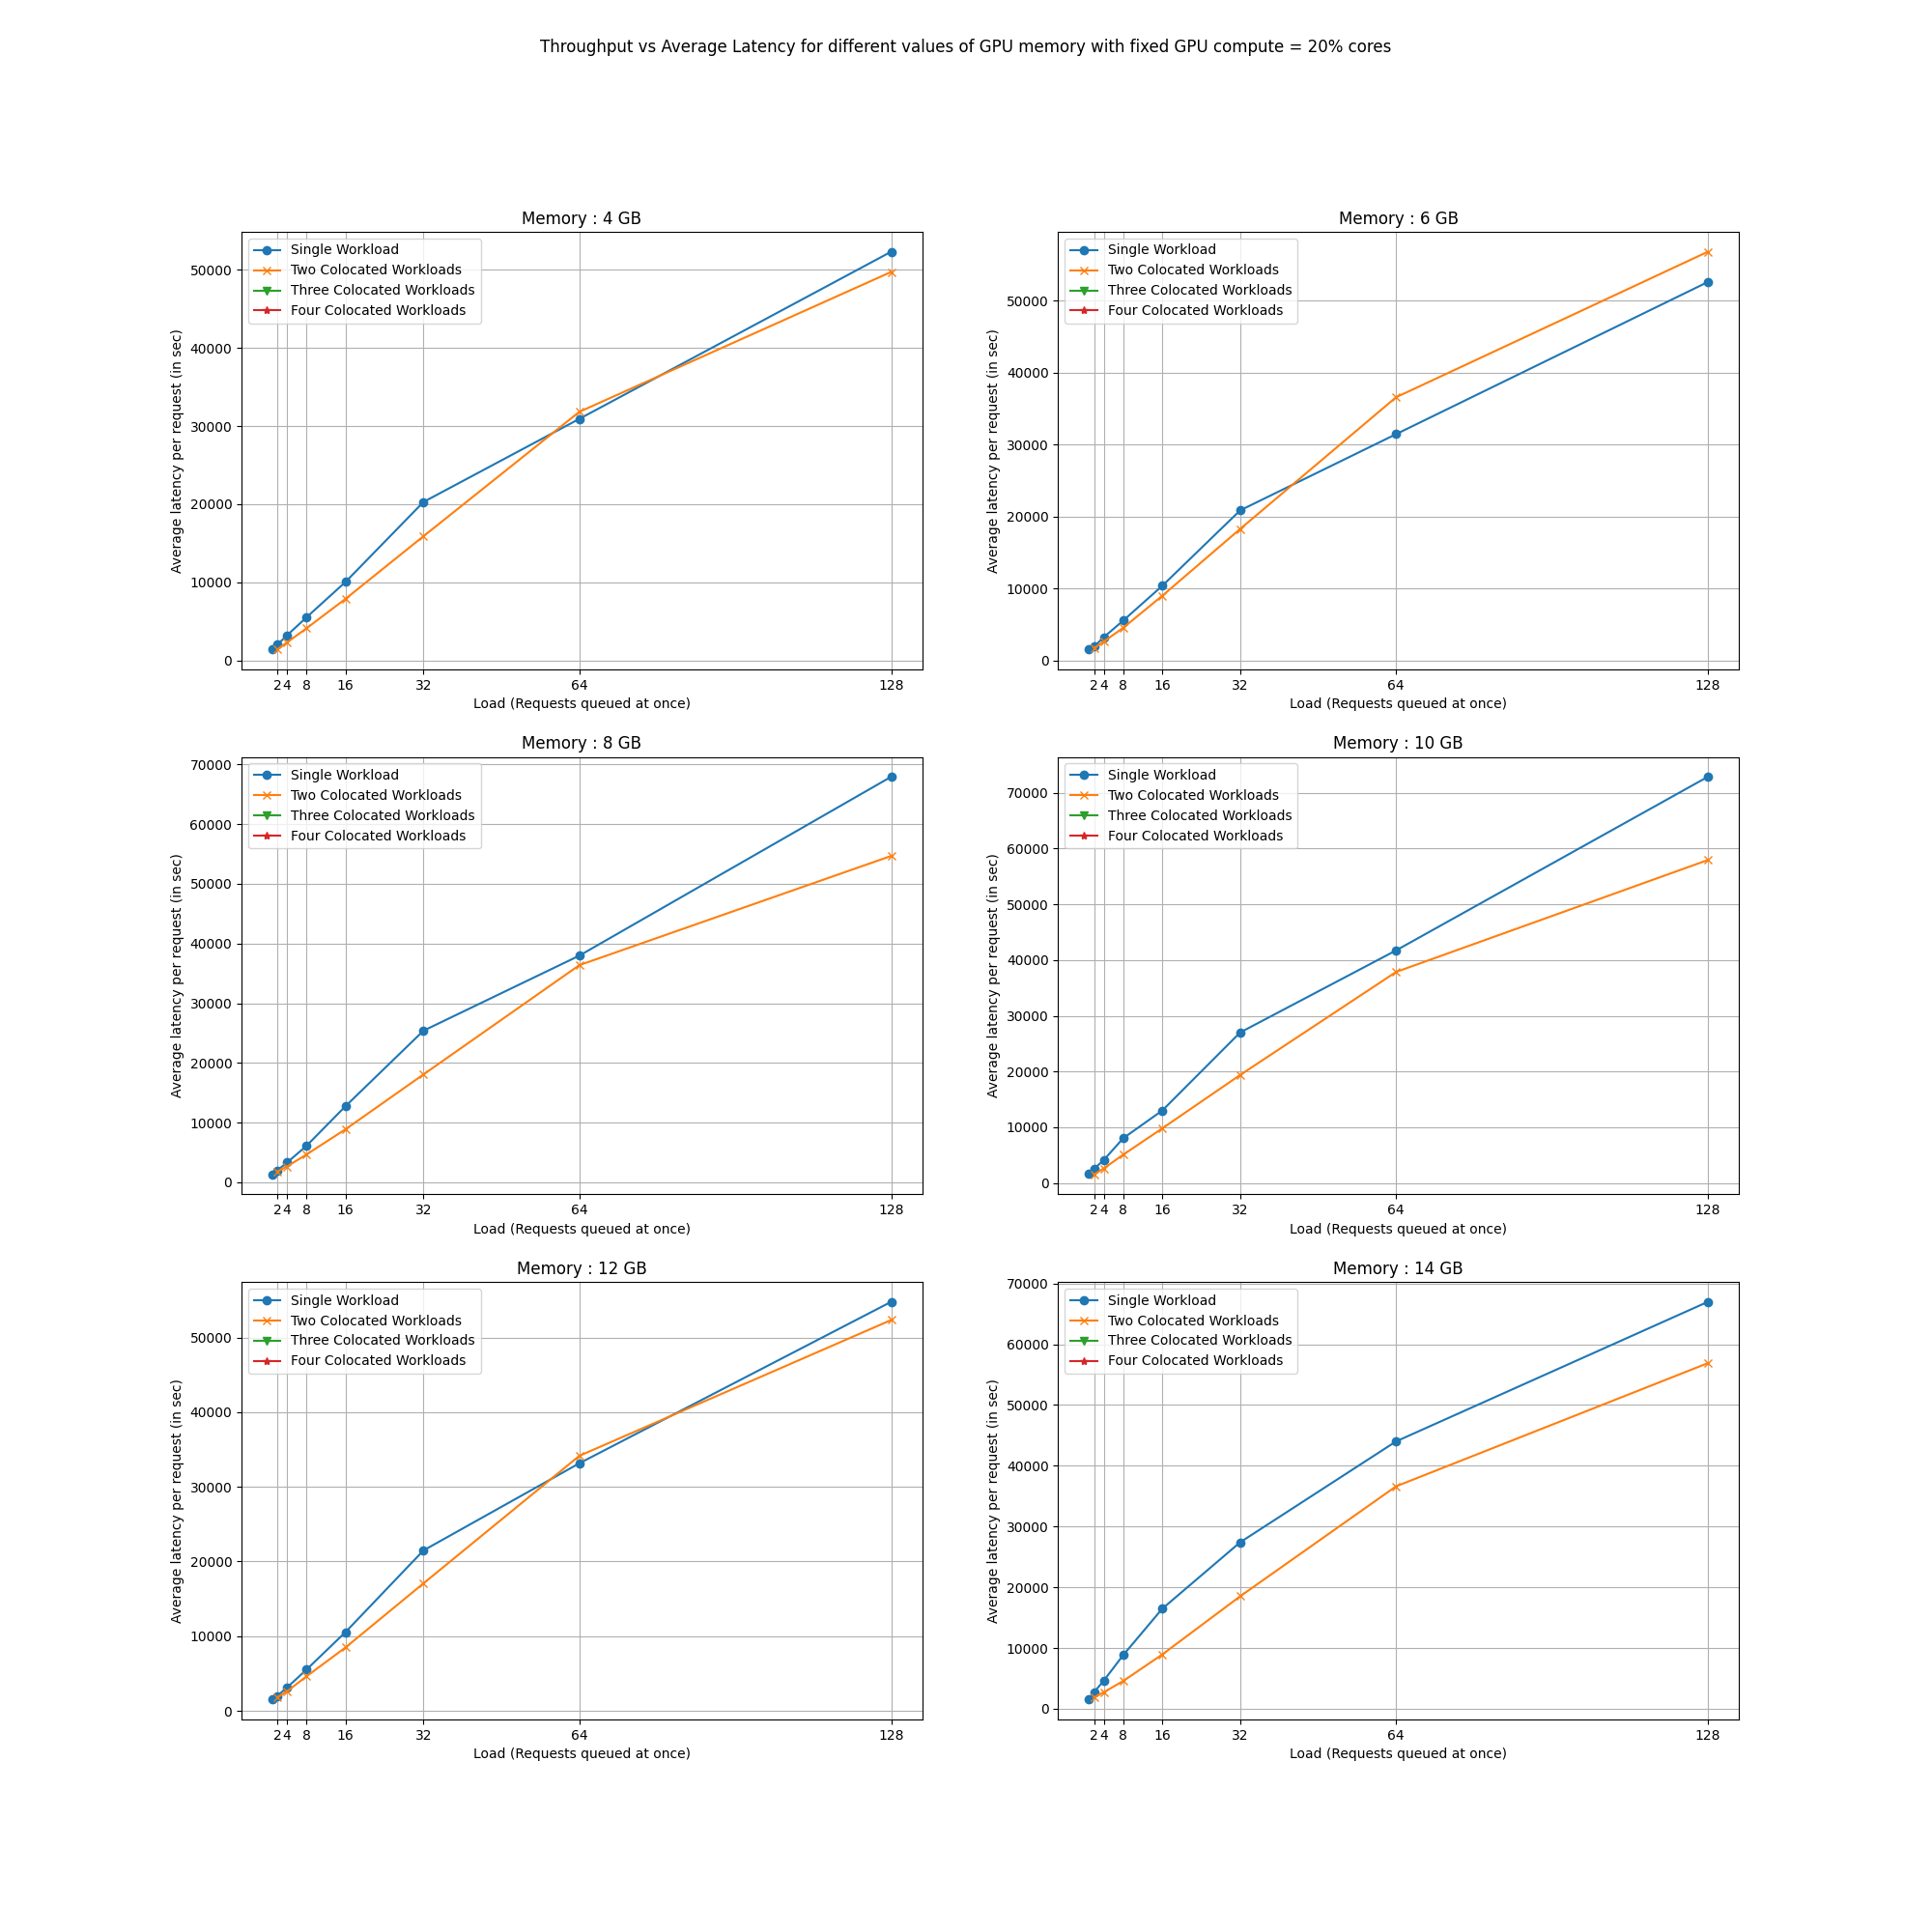 Throughput vs Average Latency for different values of GPU memory with fixed GPU compute = 20% cores
Memory : 4 GB
Single Workload
Two Colocated Workloads
Three Colocated Workloads
Four Colocated Workloads
50000
40000
30000
20000
10000
0
Average latency per request (in sec)
2 4 8 16 32 64 128
Load (Requests queued at once)
Memory : 6 GB
Single Workload
Two Colocated Workloads
Three Colocated Workloads
Four Colocated Workloads
50000
40000
30000
20000
10000
0
Average latency per request (in sec)
2 4 8 16 32 64 128
Load (Requests queued at once)
Memory : 8 GB
Single Workload
Two Colocated Workloads
Three Colocated Workloads
Four Colocated Workloads
70000
60000
50000
40000
30000
20000
10000
0
Average latency per request (in sec)
2 4 8 16 32 64 128
Load (Requests queued at once)
Memory : 10 GB
Single Workload
Two Colocated Workloads
Three Colocated Workloads
Four Colocated Workloads
70000
60000
50000
40000
30000
20000
10000
0
Average latency per request (in sec)
2 4 8 16 32 64 128
Load (Requests queued at once)
Memory : 12 GB
Single Workload
Two Colocated Workloads
Three Colocated Workloads
Four Colocated Workloads
50000
40000
30000
20000
10000
0
Average latency per request (in sec)
2 4 8 16 32 64 128
Load (Requests queued at once)
Memory : 14 GB
Single Workload
Two Colocated Workloads
Three Colocated Workloads
Four Colocated Workloads
70000
60000
50000
40000
30000
20000
10000
0
Average latency per request (in sec)
2 4 8 16 32 64 128
Load (Requests queued at once)